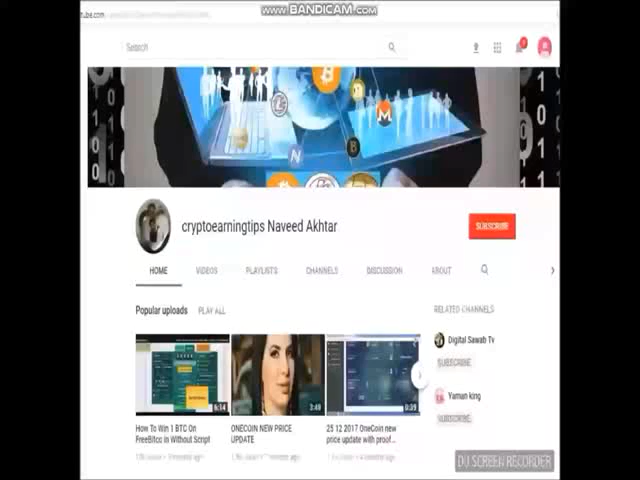 www.BANDICAM.com
Search
cryptoearningtips Naveed Akhtar
SUBSCRIBE
HOME VIDEOS PLAYLISTS CHANNELS DISCUSSION ABOUT
Popular uploads PLAY ALL
RELATED CHANNELS
Digital Sawab Tv
SUBSCRIBE
Yaman king
SUBSCRIBE
6:14
3:49
0:39
How To Win 1 BTC On
FreeBitco in Without Script
ONECOIN NEW PRICE
UPDATE
25 12 2017 OneCoin new
price update with proof...
DU SCREEN RECORDER